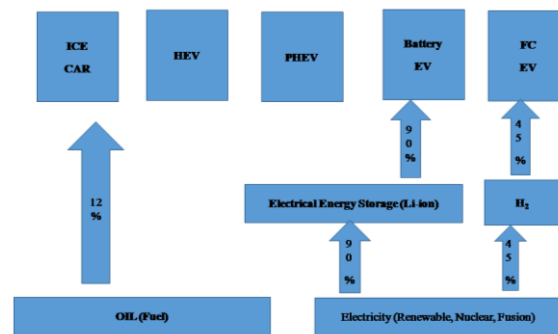 ICE
CAR
HEV
PHEV
Battery
EV
FC
EV
12
%
90
%
45
%
Electrical Energy Storage (Li-ion)
H₂
90
%
45
%
OIL (Fuel)
Electricity (Renewable, Nuclear, Fusion)